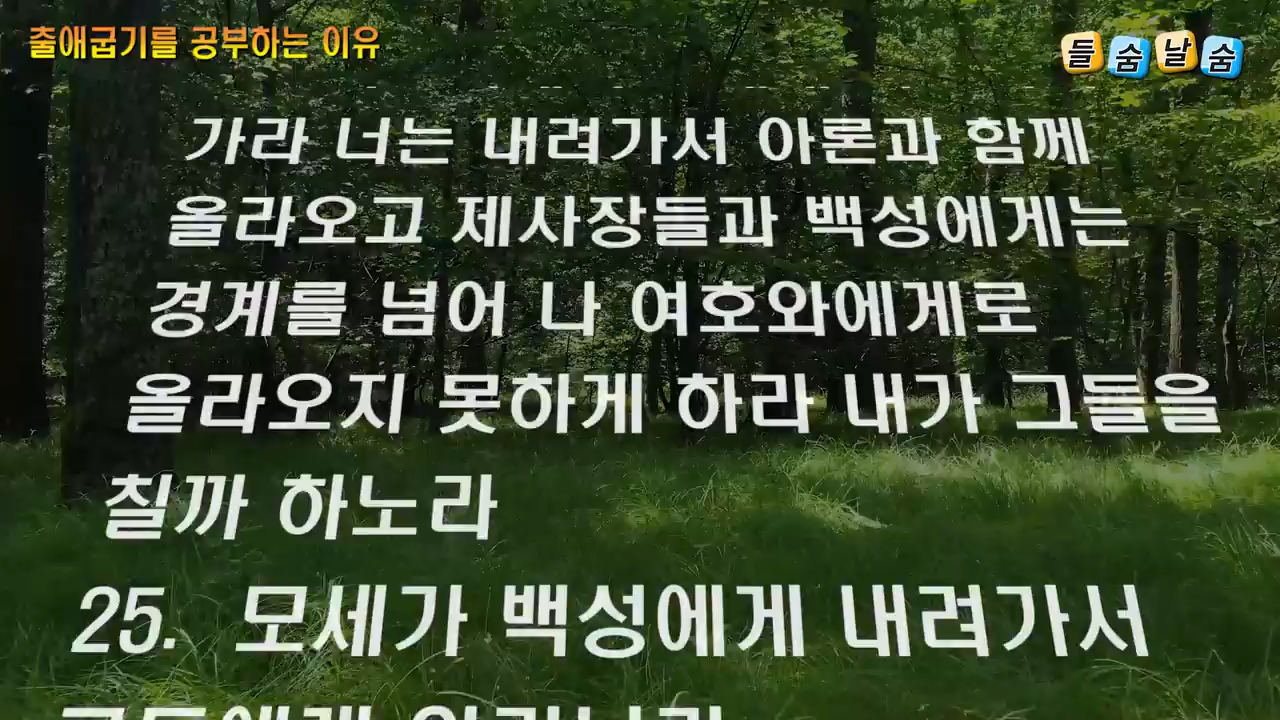 출애굽기를 공부하는 이유
들숨날숨
가라 너는 내려가서 아론과 함께
올라오고 제사장들과 백성에게는
경계를 넘어 나 여호와에게로
올라오지 못하게 하라 내가 그들을
칠까 하노라
25. 모세가 백성에게 내려가서